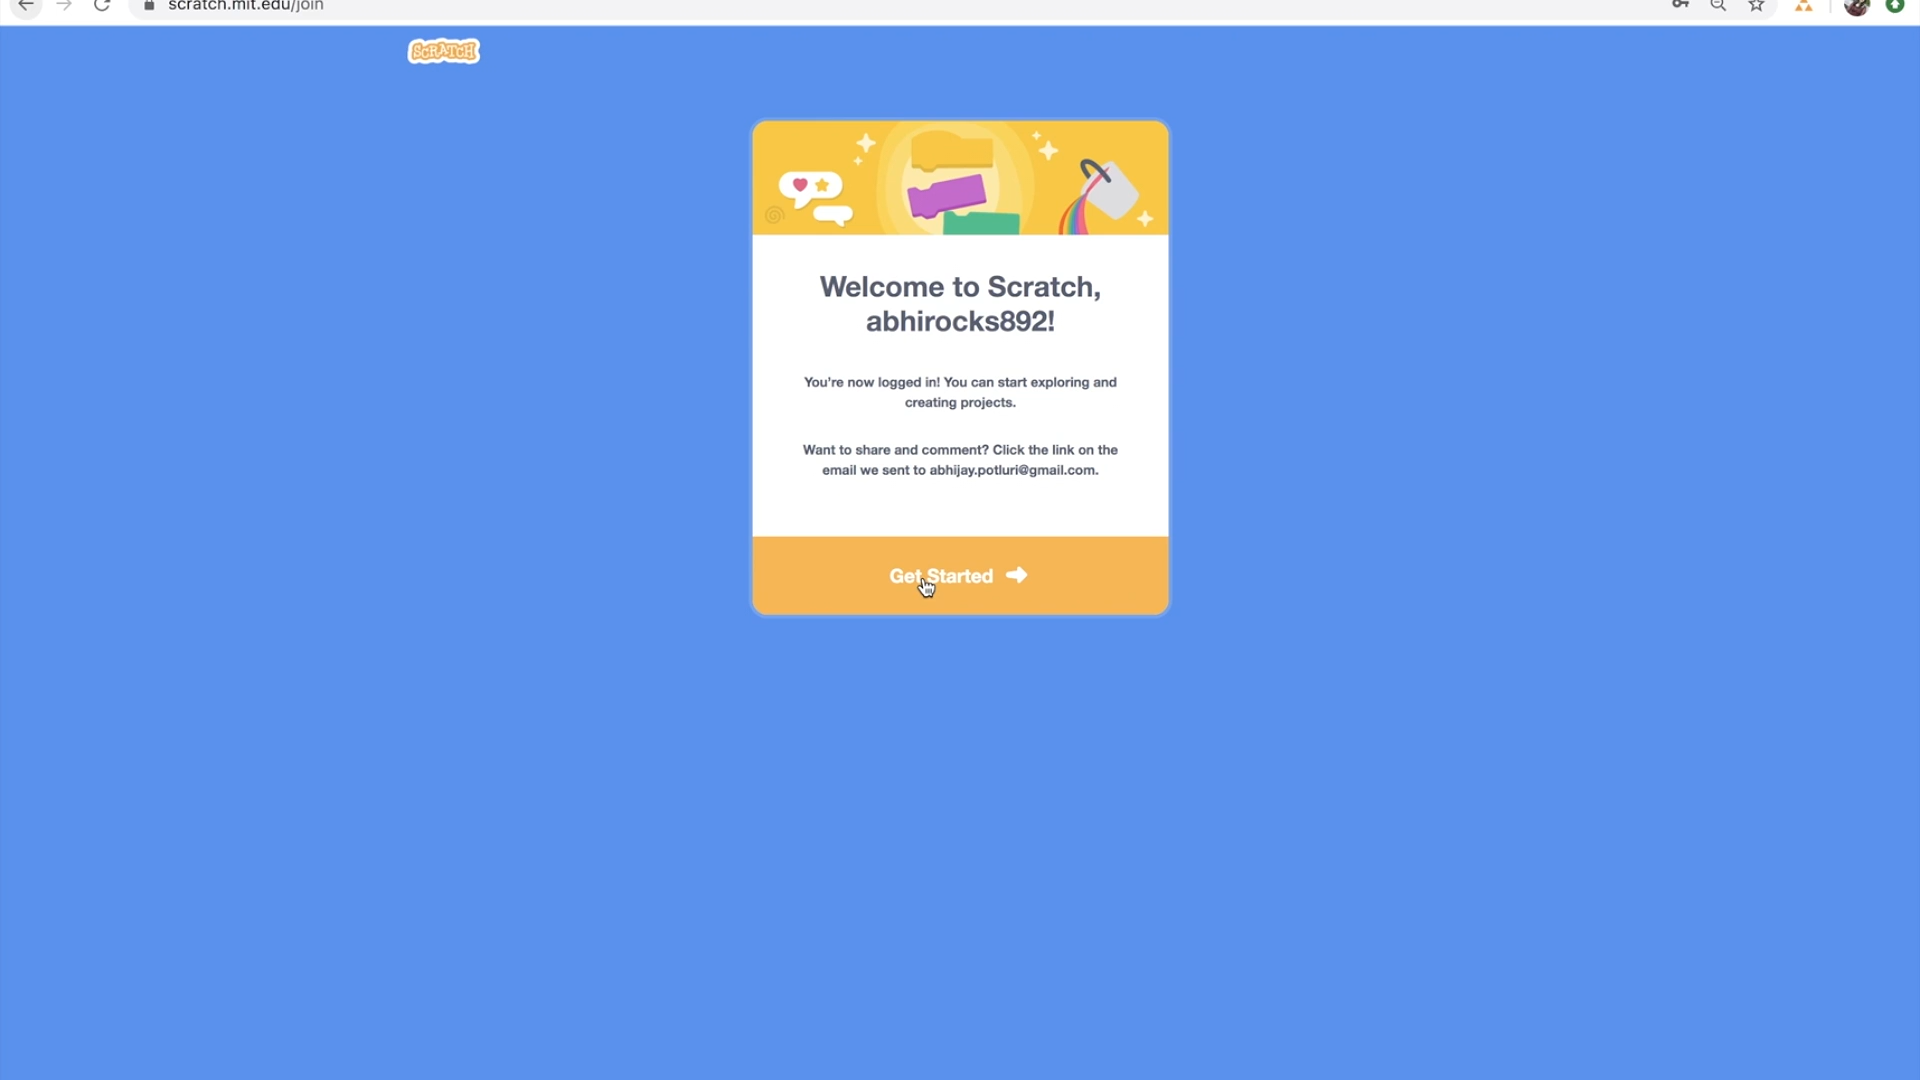 scratch.mit.edu/join
SCRATCH
Welcome to Scratch,
abhirocks892!
You're now logged in! You can start exploring and
creating projects.
Want to share and comment? Click the link on the
email we sent to abhijay.potluri@gmail.com.
Get Started